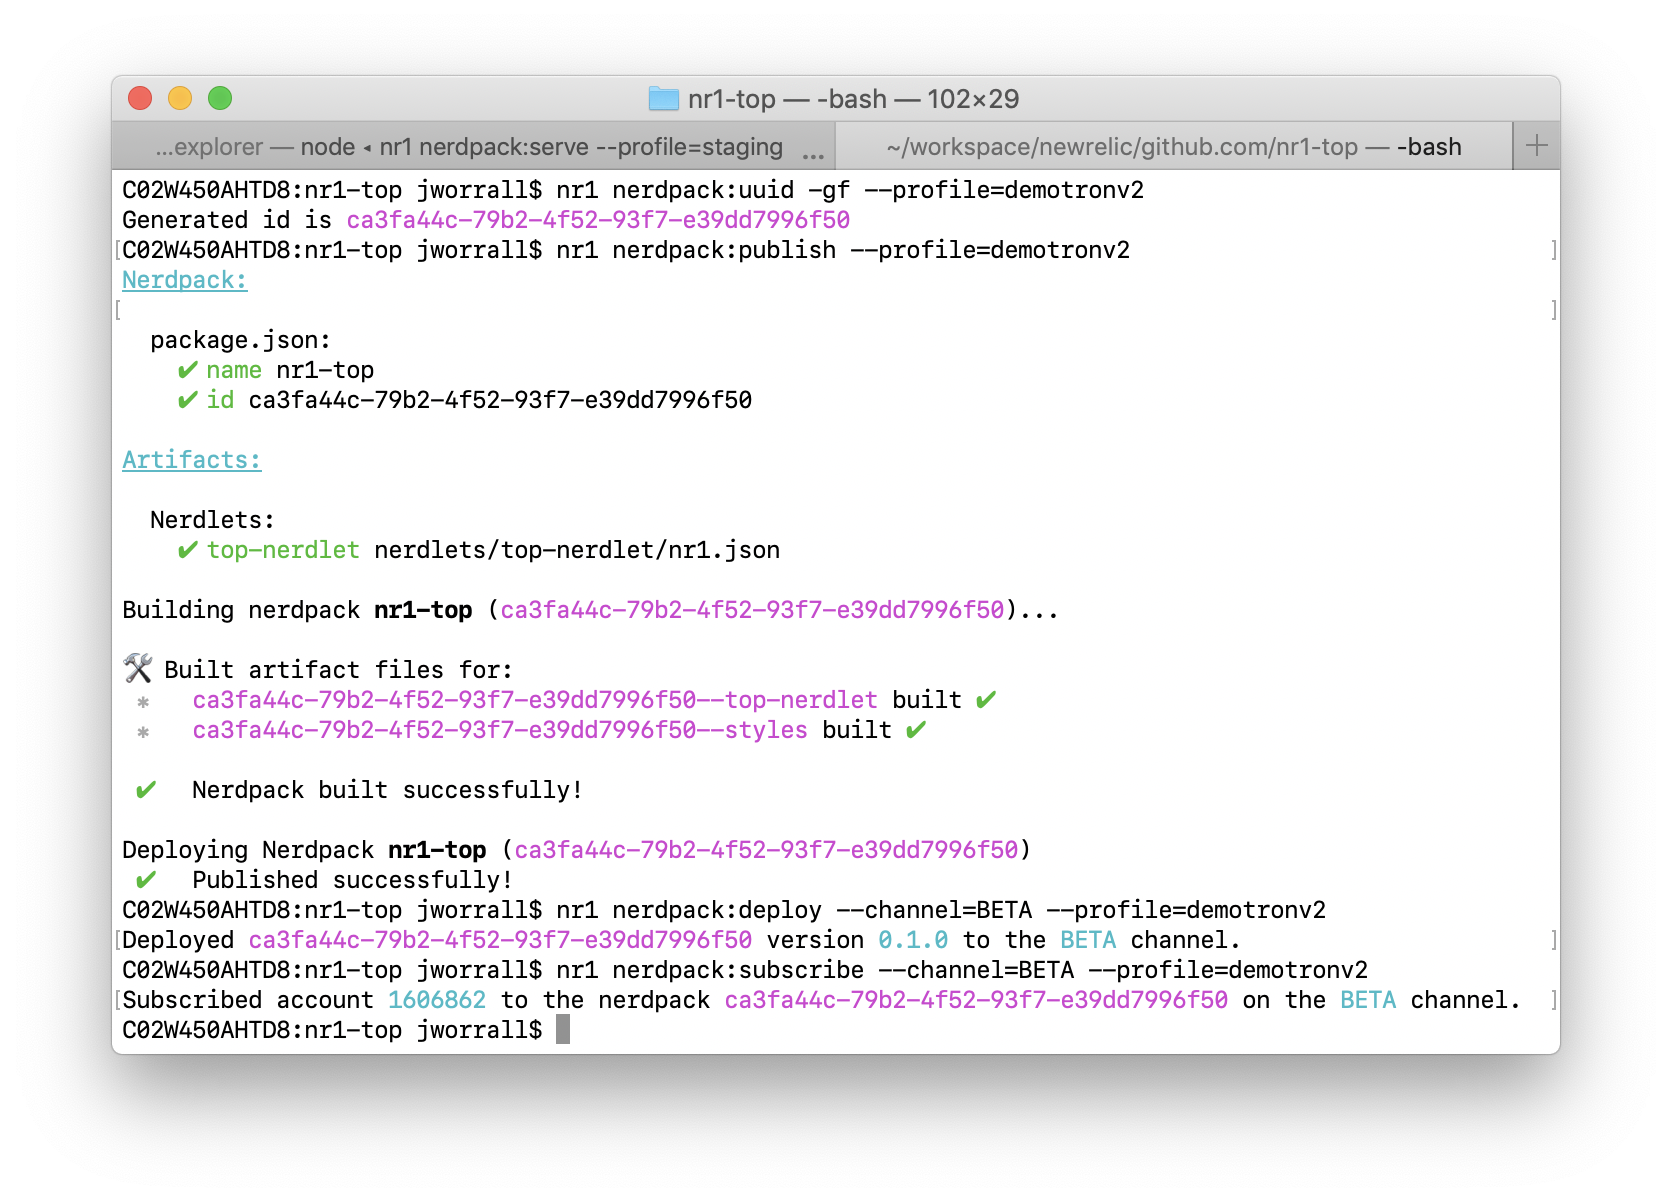 nr1-top — -bash — 102×29
...explorer — node ◂ nr1 nerdpack:serve --profile=staging ...
~/workspace/newrelic/github.com/nr1-top — -bash
C02W450AHTD8:nr1-top jworrall$ nr1 nerdpack:uuid -gf --profile=demotronv2
Generated id is ca3fa44c-79b2-4f52-93f7-e39dd7996f50
[C02W450AHTD8:nr1-top jworrall$ nr1 nerdpack:publish --profile=demotronv2 ]
Nerdpack:
[ ]
package.json:
✔ name nr1-top
✔ id ca3fa44c-79b2-4f52-93f7-e39dd7996f50
Artifacts:
Nerdlets:
✔ top-nerdlet nerdlets/top-nerdlet/nr1.json
Building nerdpack nr1-top (ca3fa44c-79b2-4f52-93f7-e39dd7996f50)...
🛠 Built artifact files for:
* ca3fa44c-79b2-4f52-93f7-e39dd7996f50--top-nerdlet built ✔
* ca3fa44c-79b2-4f52-93f7-e39dd7996f50--styles built ✔
✔ Nerdpack built successfully!
Deploying Nerdpack nr1-top (ca3fa44c-79b2-4f52-93f7-e39dd7996f50)
✔ Published successfully!
C02W450AHTD8:nr1-top jworrall$ nr1 nerdpack:deploy --channel=BETA --profile=demotronv2
[Deployed ca3fa44c-79b2-4f52-93f7-e39dd7996f50 version 0.1.0 to the BETA channel. ]
C02W450AHTD8:nr1-top jworrall$ nr1 nerdpack:subscribe --channel=BETA --profile=demotronv2
[Subscribed account 1606862 to the nerdpack ca3fa44c-79b2-4f52-93f7-e39dd7996f50 on the BETA channel. ]
C02W450AHTD8:nr1-top jworrall$